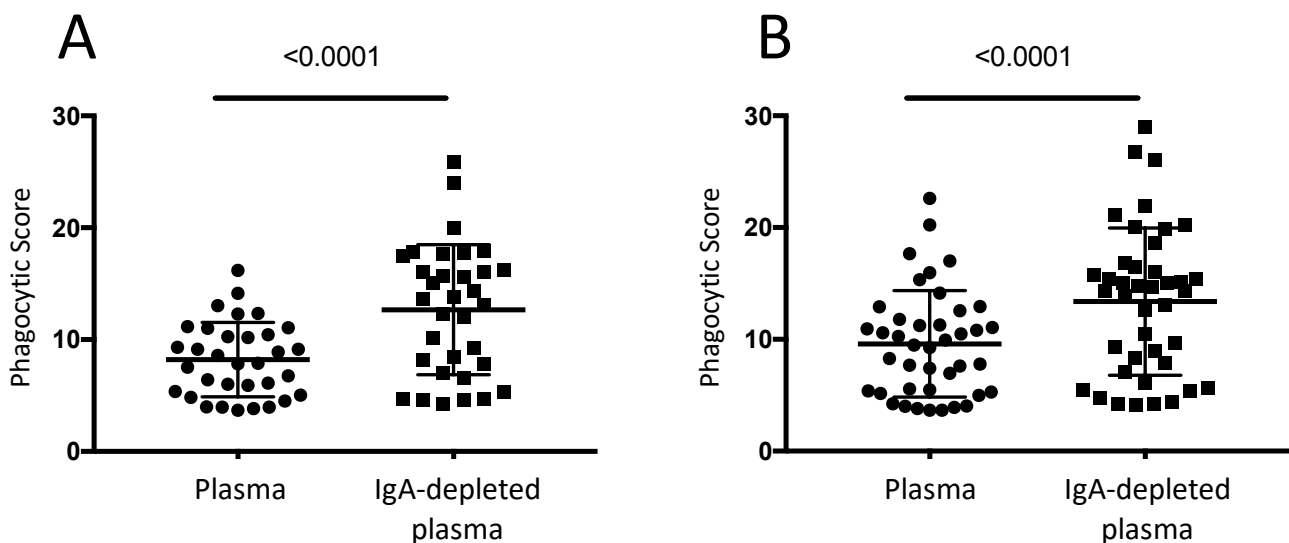 A
<0.0001
Phagocytic Score
30
20
10
0
Plasma
IgA-depleted
plasma
B
<0.0001
Phagocytic Score
30
20
10
0
Plasma
IgA-depleted
plasma